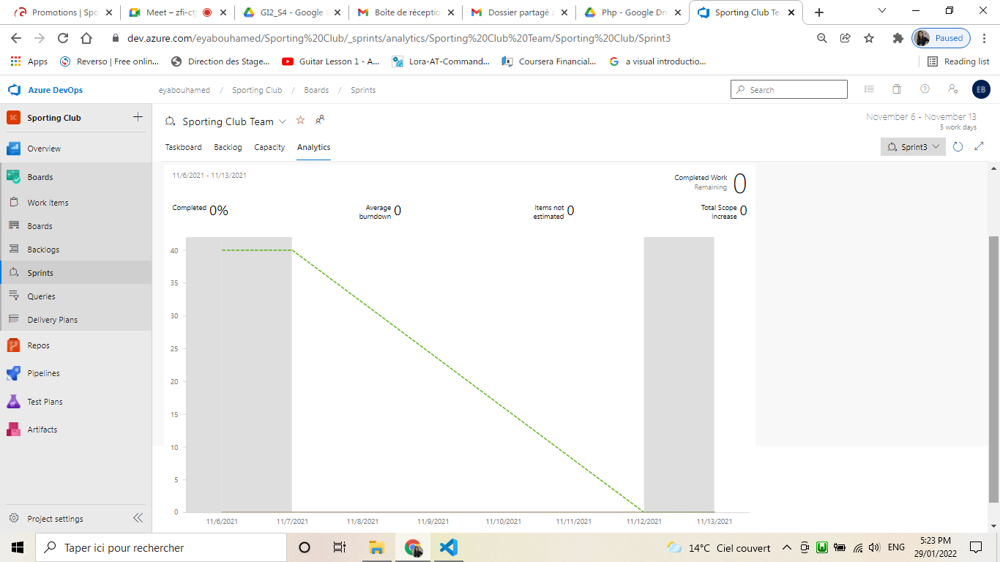 Promotions | Spo
Meet – zfi-ctj
GI2_S4 - Google
Boîte de réceptio
Dossier partagé
Php - Google Dri
Sporting Club Te
dev.azure.com/eyabouhamed/Sporting%20Club/_sprints/analytics/Sporting%20Club%20Team/Sporting%20Club/Sprint3
Paused
Apps
Reverso | Free onlin...
Direction des Stage...
Guitar Lesson 1 - A...
Lora-AT-Command...
Coursera Financial...
a visual introductio...
Reading list
Azure DevOps
eyabouhamed / Sporting Club / Boards / Sprints
Search
EB
SC
Sporting Club
Overview
Boards
Work items
Boards
Backlogs
Sprints
Queries
Delivery Plans
Repos
Pipelines
Test Plans
Artifacts
Project settings
Sporting Club Team
November 6 - November 13
5 work days
Taskboard
Backlog
Capacity
Analytics
Sprint3
11/6/2021 - 11/13/2021
Completed Work
Remaining
0
Completed
0%
Average
burndown
0
Items not
estimated
0
Total Scope
Increase
0
40
35
30
25
20
15
10
5
0
11/6/2021
11/7/2021
11/8/2021
11/9/2021
11/10/2021
11/11/2021
11/12/2021
11/13/2021
Taper ici pour rechercher
14°C Ciel couvert
ENG
5:23 PM
29/01/2022